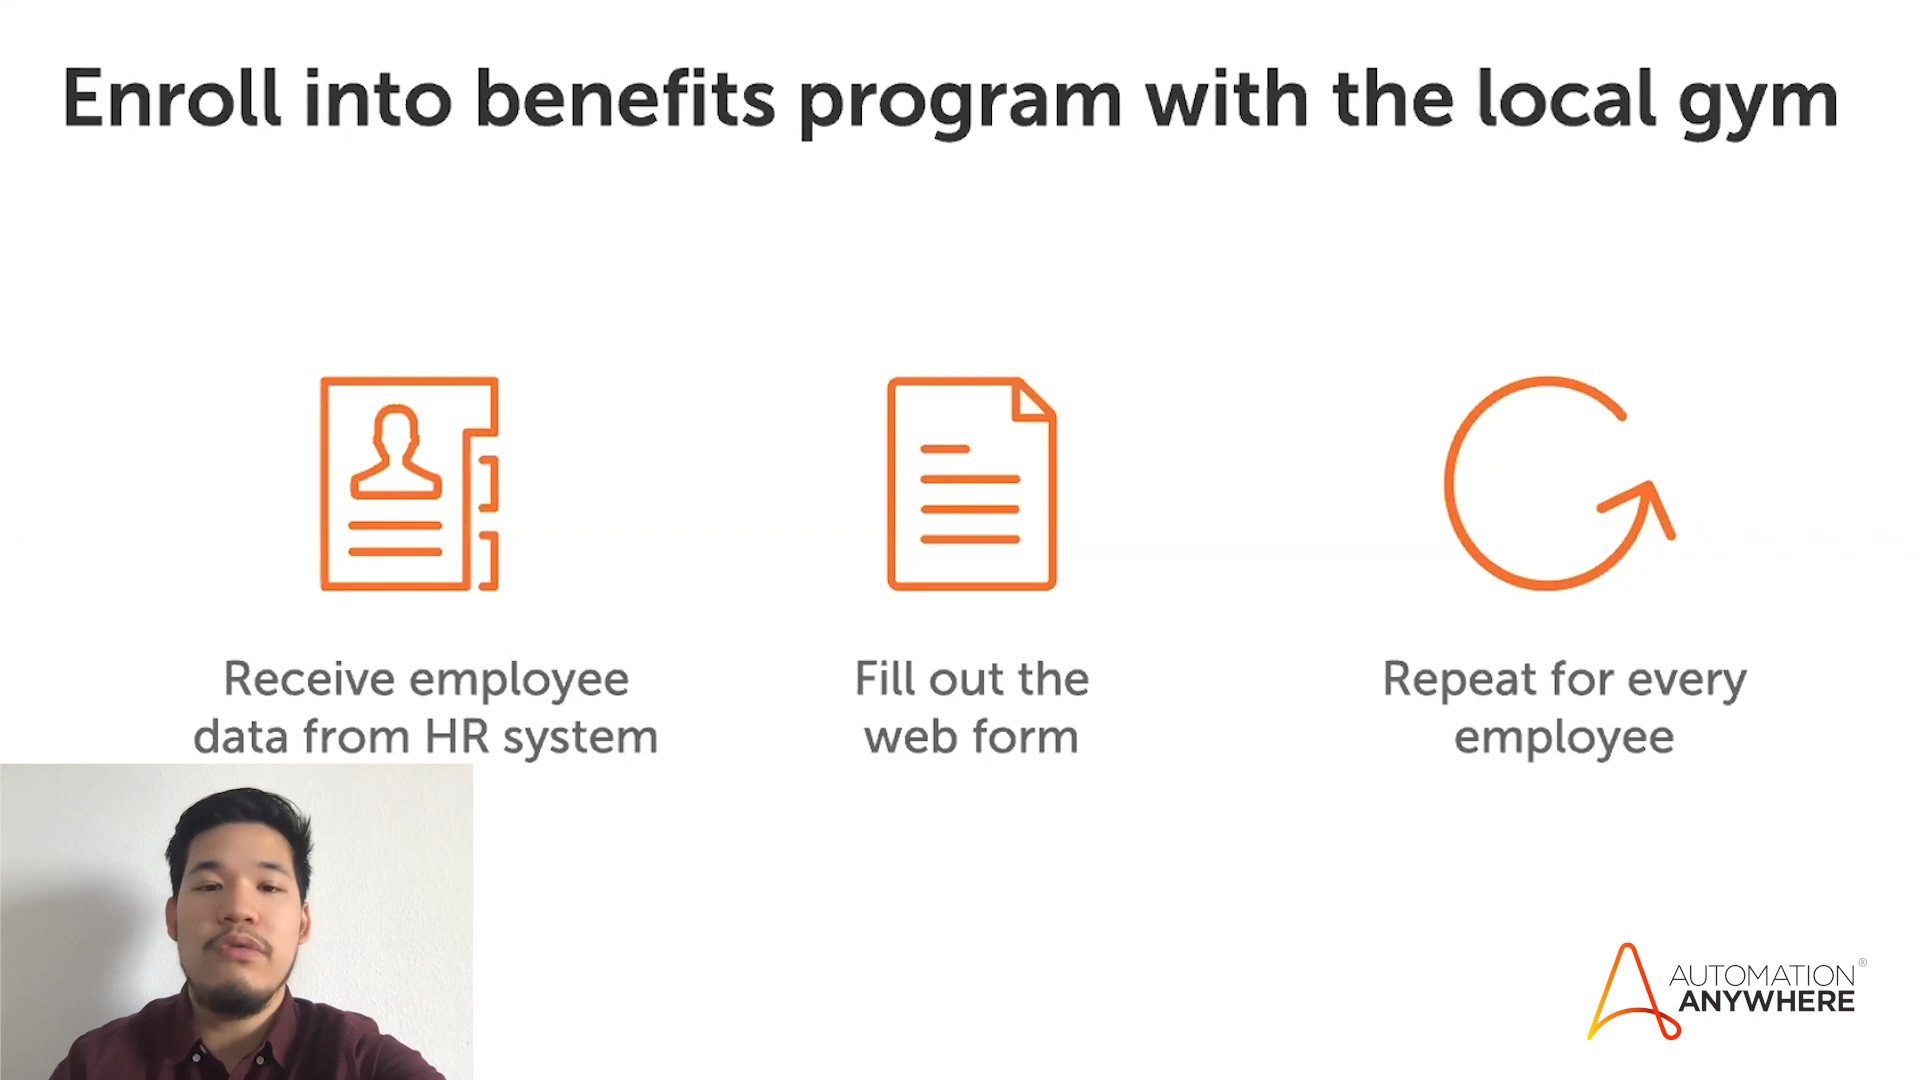 Enroll into benefits program with the local gym
Receive employee
data from HR system
Fill out the
web form
Repeat for every
employee
AUTOMATION®
ANYWHERE